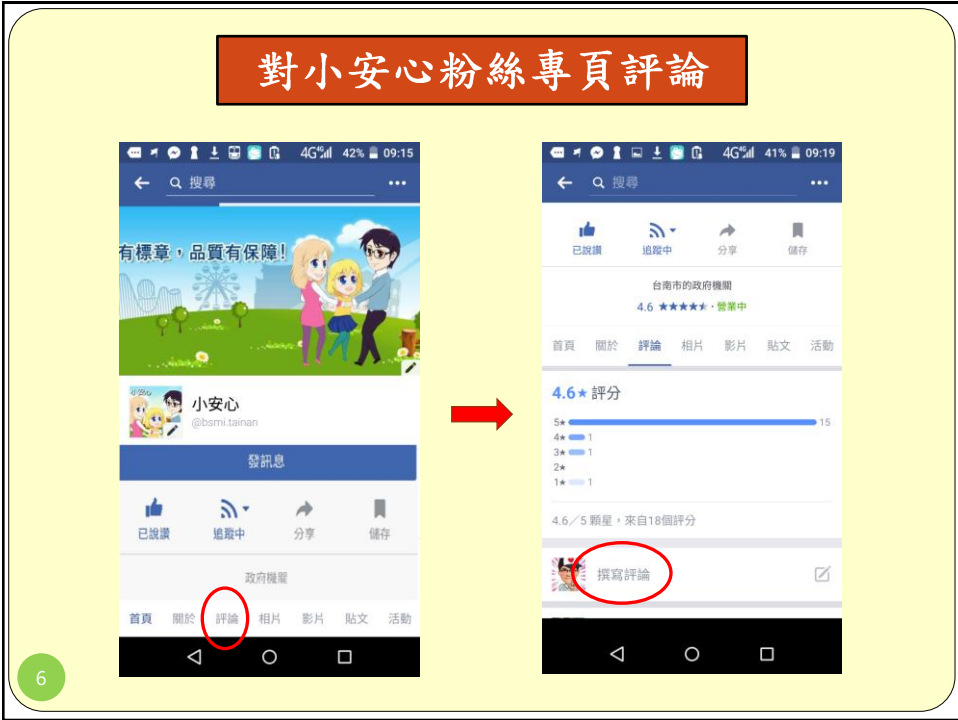 對小安心粉絲專頁評論
4G 42% 09:15
搜尋
有標章，品質有保障!
小安心
@bsmi.tainan
發訊息
已說讚 追蹤中 分享 儲存
政府機關
首頁 關於 評論 相片 影片 貼文 活動
4G 41% 09:19
搜尋
已說讚 追蹤中 分享 儲存
台南市的政府機關
4.6 ★★★★★・營業中
首頁 關於 評論 相片 影片 貼文 活動
4.6★ 評分
5★ 15
4★ 1
3★ 1
2★
1★ 1
4.6／5 顆星，來自18個評分
撰寫評論
6